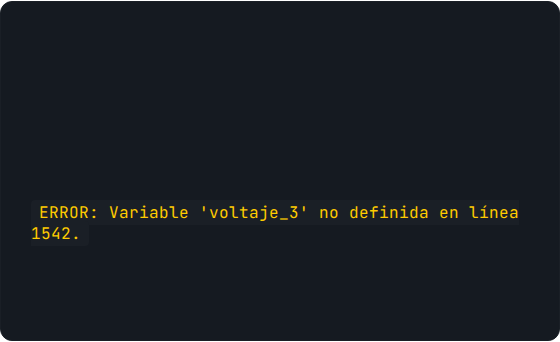 ERROR: Variable 'voltaje_3' no definida en línea
1542.